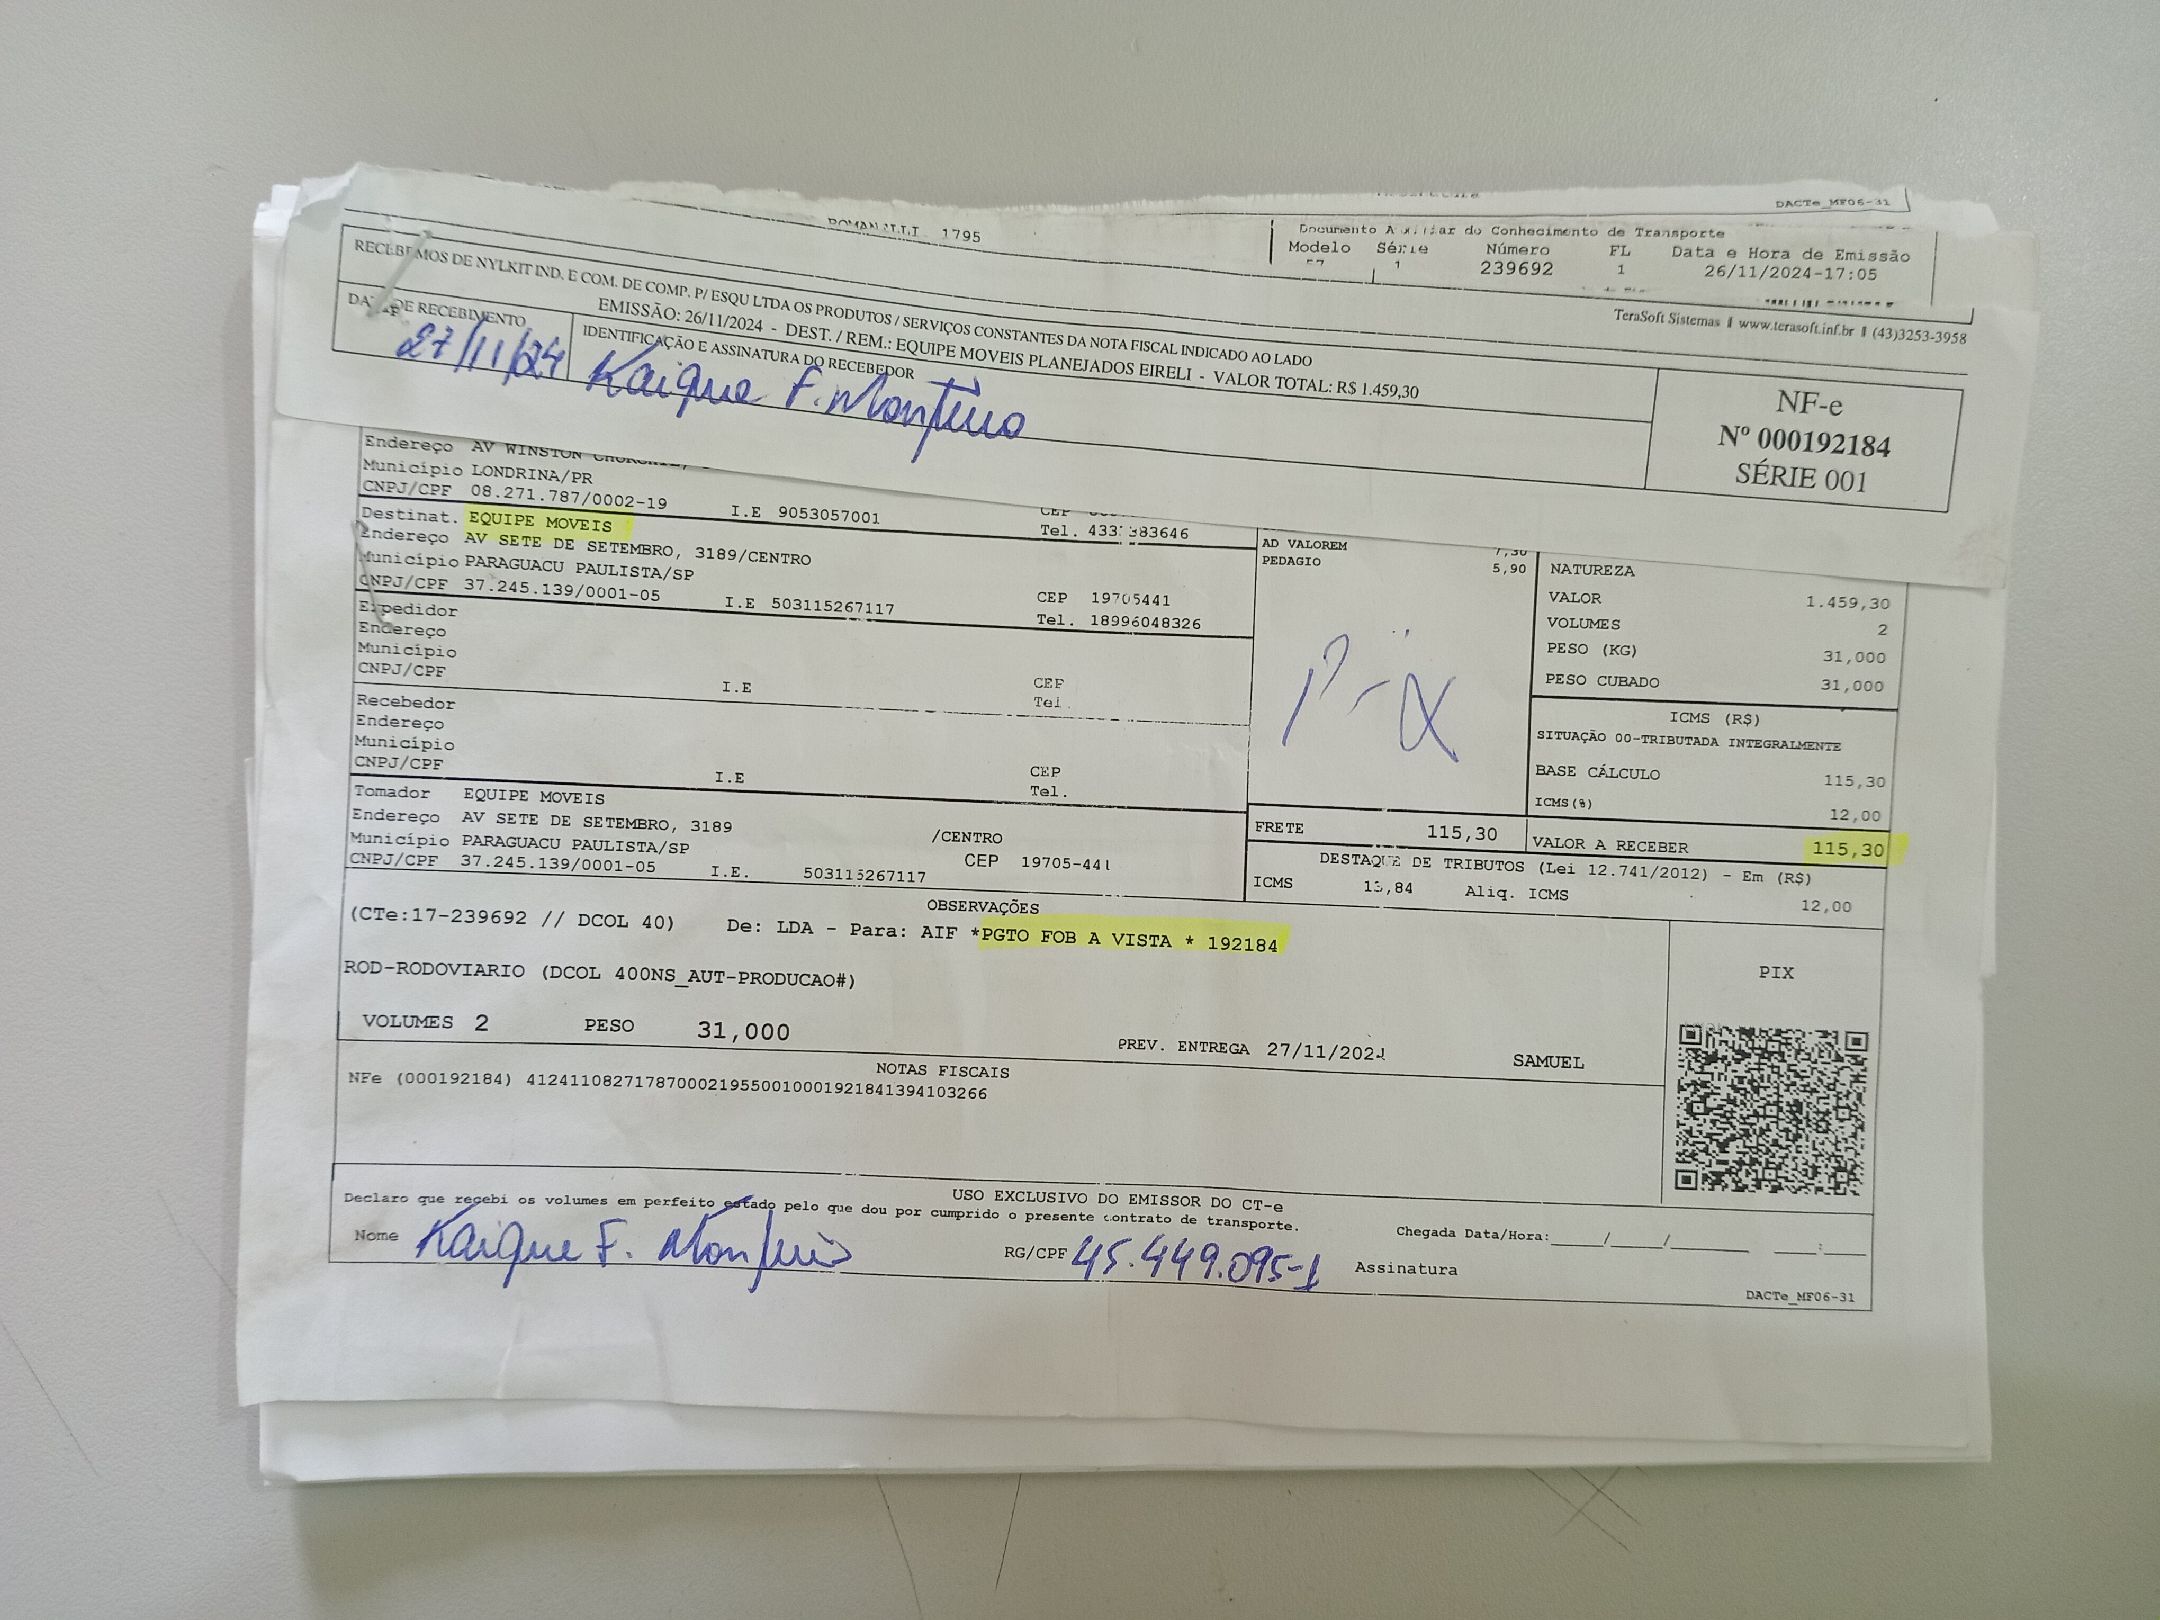 DACTe_MF06-31
1795
Documento Auxiliar do Conhecimento de Transporte
Modelo Série Número FL Data e Hora de Emissão
1 239692 1 26/11/2024-17:05
TeraSoft Sistemas || www.terasoft.inf.br || (43)3253-3958
RECEBEMOS DE NYLKIT IND. E COM. DE COMP. P/ ESQU LTDA OS PRODUTOS / SERVIÇOS CONSTANTES DA NOTA FISCAL INDICADO AO LADO
EMISSÃO: 26/11/2024 - DEST. / REM.: EQUIPE MOVEIS PLANEJADOS EIRELI - VALOR TOTAL: R$ 1.459,30
DATA DE RECEBIMENTO
27/11/24
IDENTIFICAÇÃO E ASSINATURA DO RECEBEDOR
Kaique F. Monteiro
NF-e
Nº 000192184
SÉRIE 001
Endereço AV WINSTON
Município LONDRINA/PR
CNPJ/CPF 08.271.787/0002-19 I.E 9053057001 CEP
Tel.
Destinat. EQUIPE MOVEIS
Endereço AV SETE DE SETEMBRO, 3189/CENTRO
Município PARAGUACU PAULISTA/SP CEP 19705441
CNPJ/CPF 37.245.139/0001-05 I.E 503115267117 Tel. 18996048326
Expedidor
Endereço
Município CEP
CNPJ/CPF I.E Tel.
Recebedor
Endereço
Município CEP
CNPJ/CPF I.E Tel.
Tomador EQUIPE MOVEIS
Endereço AV SETE DE SETEMBRO, 3189 /CENTRO
Município PARAGUACU PAULISTA/SP CEP 19705-441
CNPJ/CPF 37.245.139/0001-05 I.E. 503115267117
AD VALOREM 7,30
PEDAGIO 5,90
Pix
NATUREZA
VALOR 1.459,30
VOLUMES 2
PESO (KG) 31,000
PESO CUBADO 31,000
ICMS (R$)
SITUAÇÃO 00-TRIBUTADA INTEGRALMENTE
BASE CÁLCULO 115,30
ICMS(%) 12,00
FRETE 115,30 VALOR A RECEBER 115,30
DESTAQUE DE TRIBUTOS (Lei 12.741/2012) - Em (R$)
ICMS 13,84 Aliq. ICMS 12,00
OBSERVAÇÕES
(CTe:17-239692 // DCOL 40) De: LDA - Para: AIF *PGTO FOB A VISTA * 192184
ROD-RODOVIARIO (DCOL 400NS_AUT-PRODUCAO#)
VOLUMES 2 PESO 31,000 PREV. ENTREGA 27/11/2024 SAMUEL
PIX
NOTAS FISCAIS
NFe (000192184) 41241108271787000219550010001921841394103266
USO EXCLUSIVO DO EMISSOR DO CT-e
Declaro que recebi os volumes em perfeito estado pelo que dou por cumprido o presente contrato de transporte.
Chegada Data/Hora:____/____/______ ___:___
Nome Kaique F. Monteiro RG/CPF 45.449.095-1 Assinatura
DACTe_MF06-31